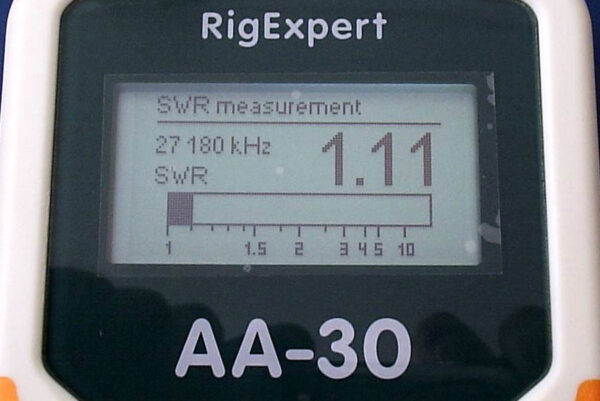 RigExpert
SWR measurement
27 180 kHz
1.11
SWR
1 1.5 2 3 4 5 10
AA-30